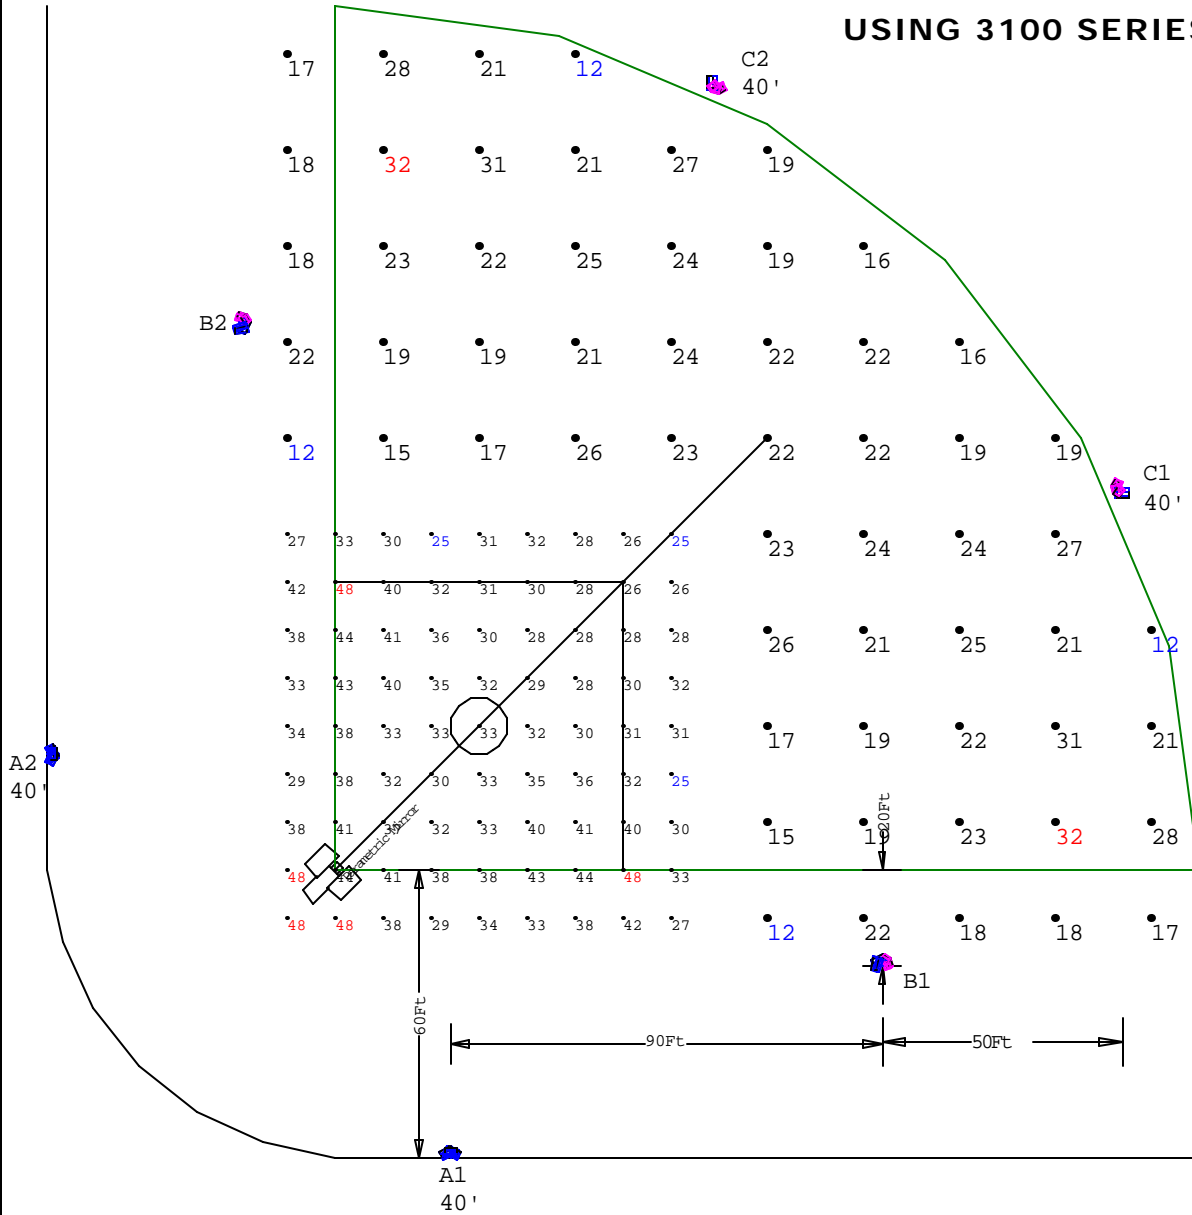 USING 3100 SERIES
C2
40'
17 28 21 12
18 32 31 21 27 19
18 23 22 25 24 19 16
B2
22 19 19 21 24 22 22 16
12 15 17 26 23 22 22 19 19
C1
40'
27 33 30 25 31 32 28 26 25 23 24 24 27
42 48 40 32 31 30 28 26 26
38 44 41 36 30 28 28 28 28 26 21 25 21 12
33 43 40 35 32 29 28 30 32
34 38 33 33 33 32 30 31 31 17 19 22 31 21
A2
40'
29 38 32 30 33 35 36 32 25
20Ft
38 41 32 33 40 41 40 30 15 19 23 32 28
Mirror
48 44 41 38 38 43 44 48 33
48 48 38 29 34 33 38 42 27 12 22 18 18 17
B1
60Ft
90Ft
50Ft
A1
40'